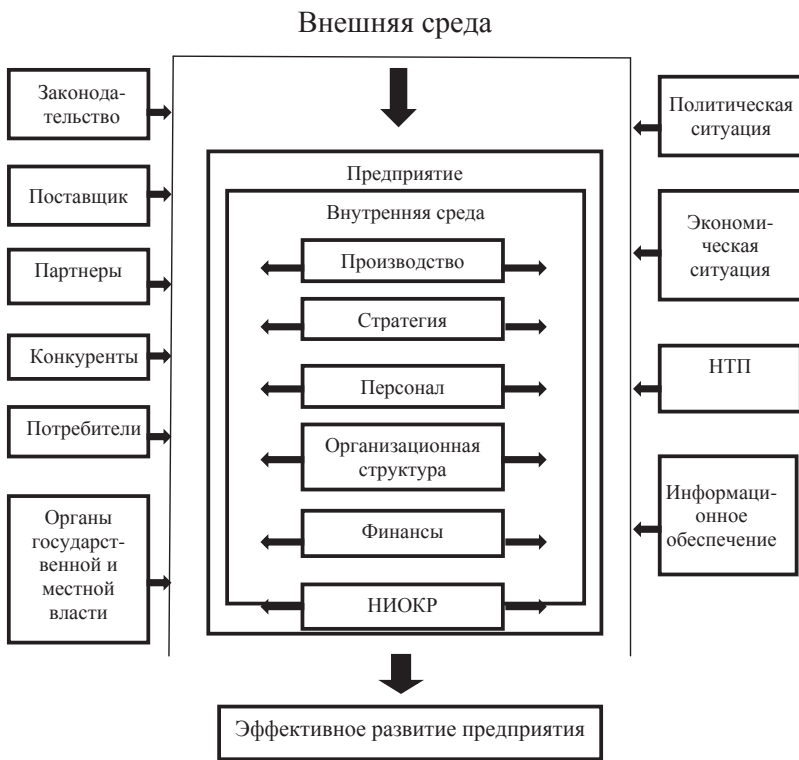 Внешняя среда
Законода-
тельство
Поставщик
Партнеры
Конкуренты
Потребители
Органы
государст-
венной и
местной
власти
Предприятие
Внутренняя среда
Производство
Стратегия
Персонал
Организационная
структура
Финансы
НИОКР
Политическая
ситуация
Экономи-
ческая
ситуация
НТП
Информаци-
онное
обеспечение
Эффективное развитие предприятия